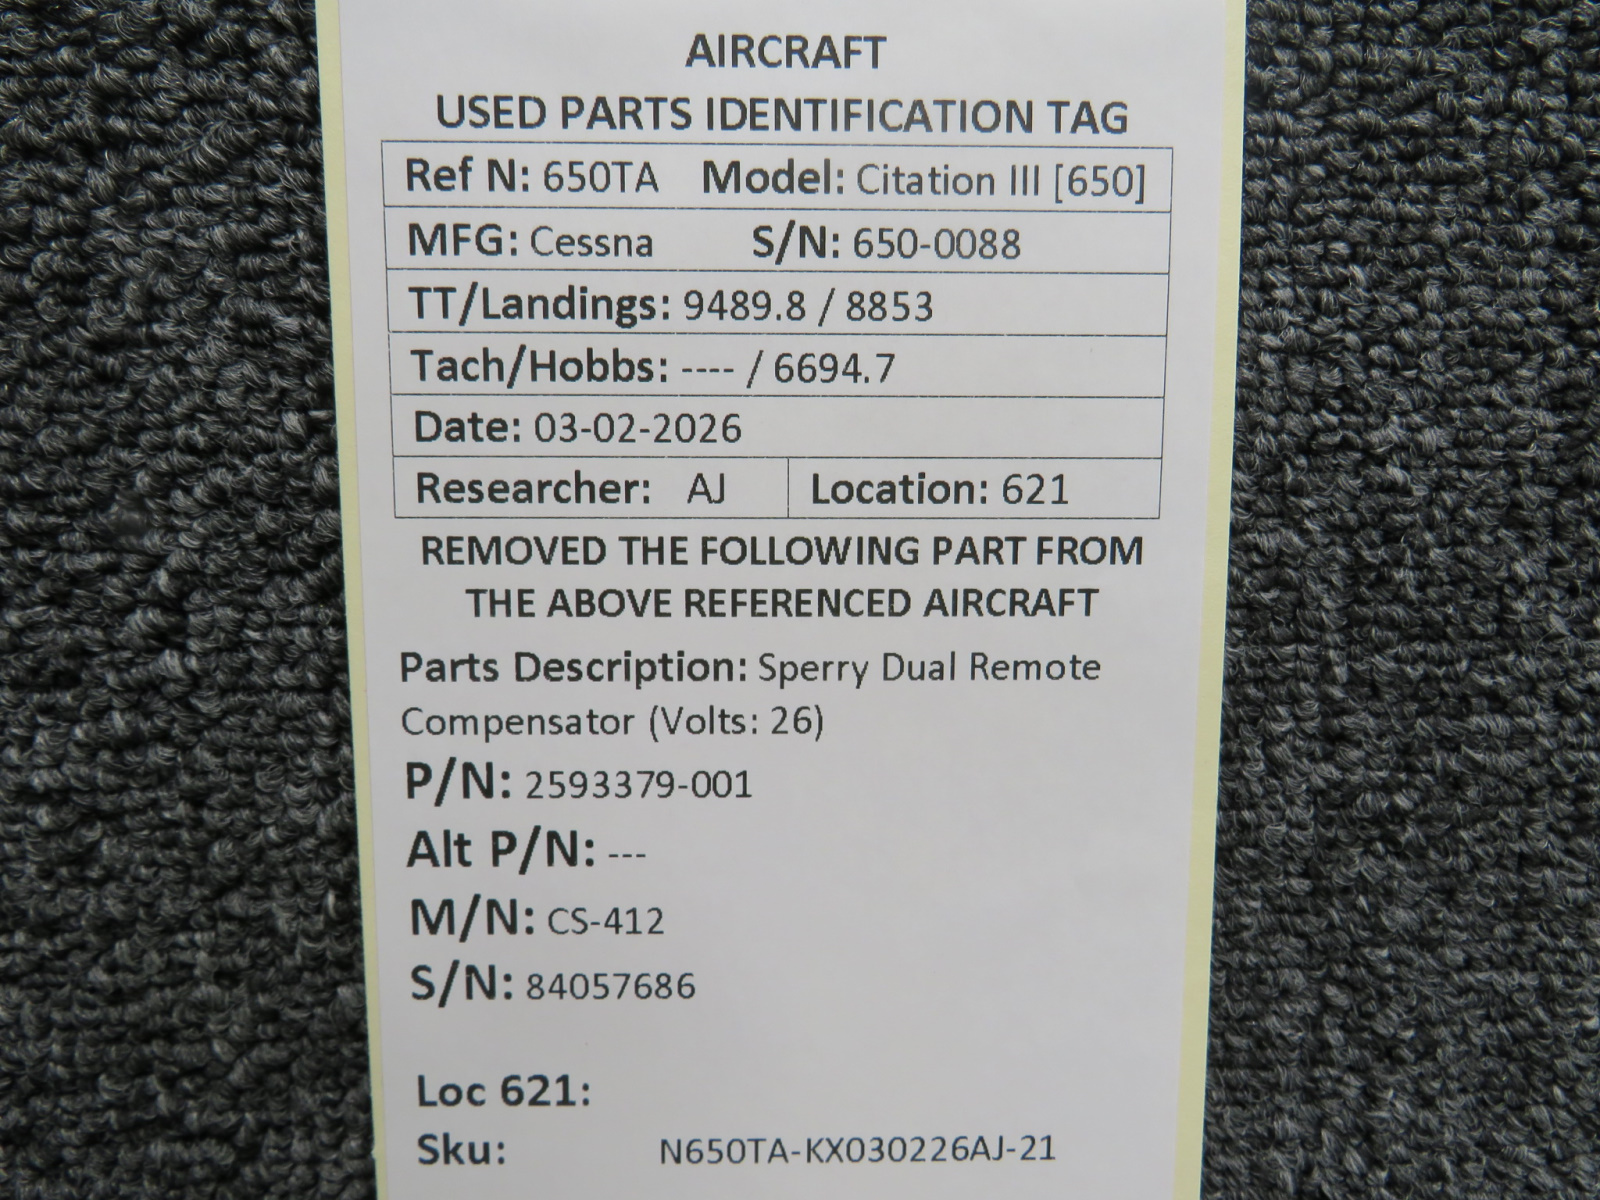 AIRCRAFT
USED PARTS IDENTIFICATION TAG
Ref N: 650TA Model: Citation III [650]
MFG: Cessna S/N: 650-0088
TT/Landings: 9489.8 / 8853
Tach/Hobbs: ---- / 6694.7
Date: 03-02-2026
Researcher: AJ Location: 621
REMOVED THE FOLLOWING PART FROM
THE ABOVE REFERENCED AIRCRAFT
Parts Description: Sperry Dual Remote
Compensator (Volts: 26)
P/N: 2593379-001
Alt P/N: ---
M/N: CS-412
S/N: 84057686
Loc 621:
Sku: N650TA-KX030226AJ-21